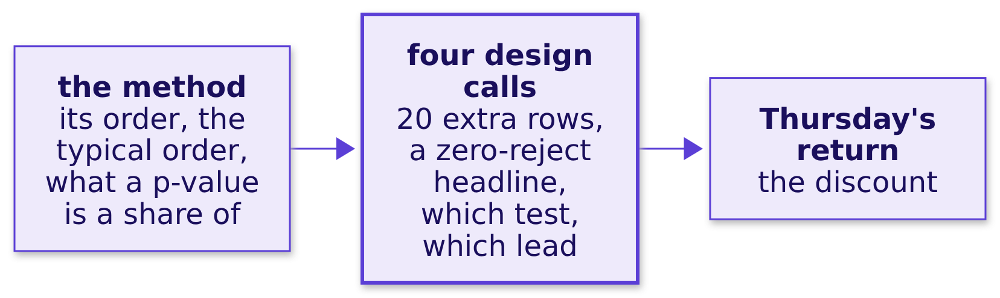 the method
its order, the
typical order,
what a p-value
is a share of
four design
calls
20 extra rows,
a zero-reject
headline,
which test,
which lead
Thursday's
return
the discount